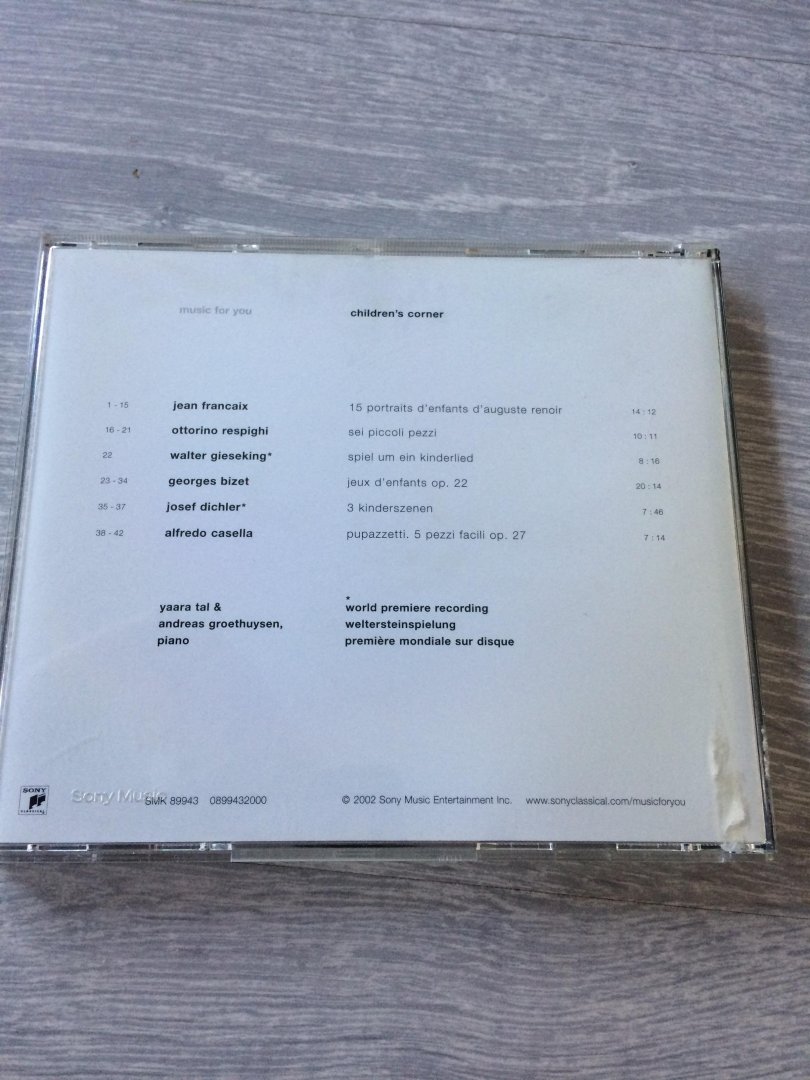 music for you children's corner
1 - 15 jean francaix 15 portraits d'enfants d'auguste renoir 14 : 12
16 - 21 ottorino respighi sei piccoli pezzi 10 : 11
22 walter gieseking* spiel um ein kinderlied 8 : 16
23 - 34 georges bizet jeux d'enfants op. 22 20 : 14
35 - 37 josef dichler* 3 kinderszenen 7 : 46
38 - 42 alfredo casella pupazzetti. 5 pezzi facili op. 27 7 : 14
*
yaara tal & world premiere recording
andreas groethuysen, weltersteinspielung
piano première mondiale sur disque
SONY
CLASSICAL
Sony Music
SMK 89943 0899432000 © 2002 Sony Music Entertainment Inc. www.sonyclassical.com/musicforyou